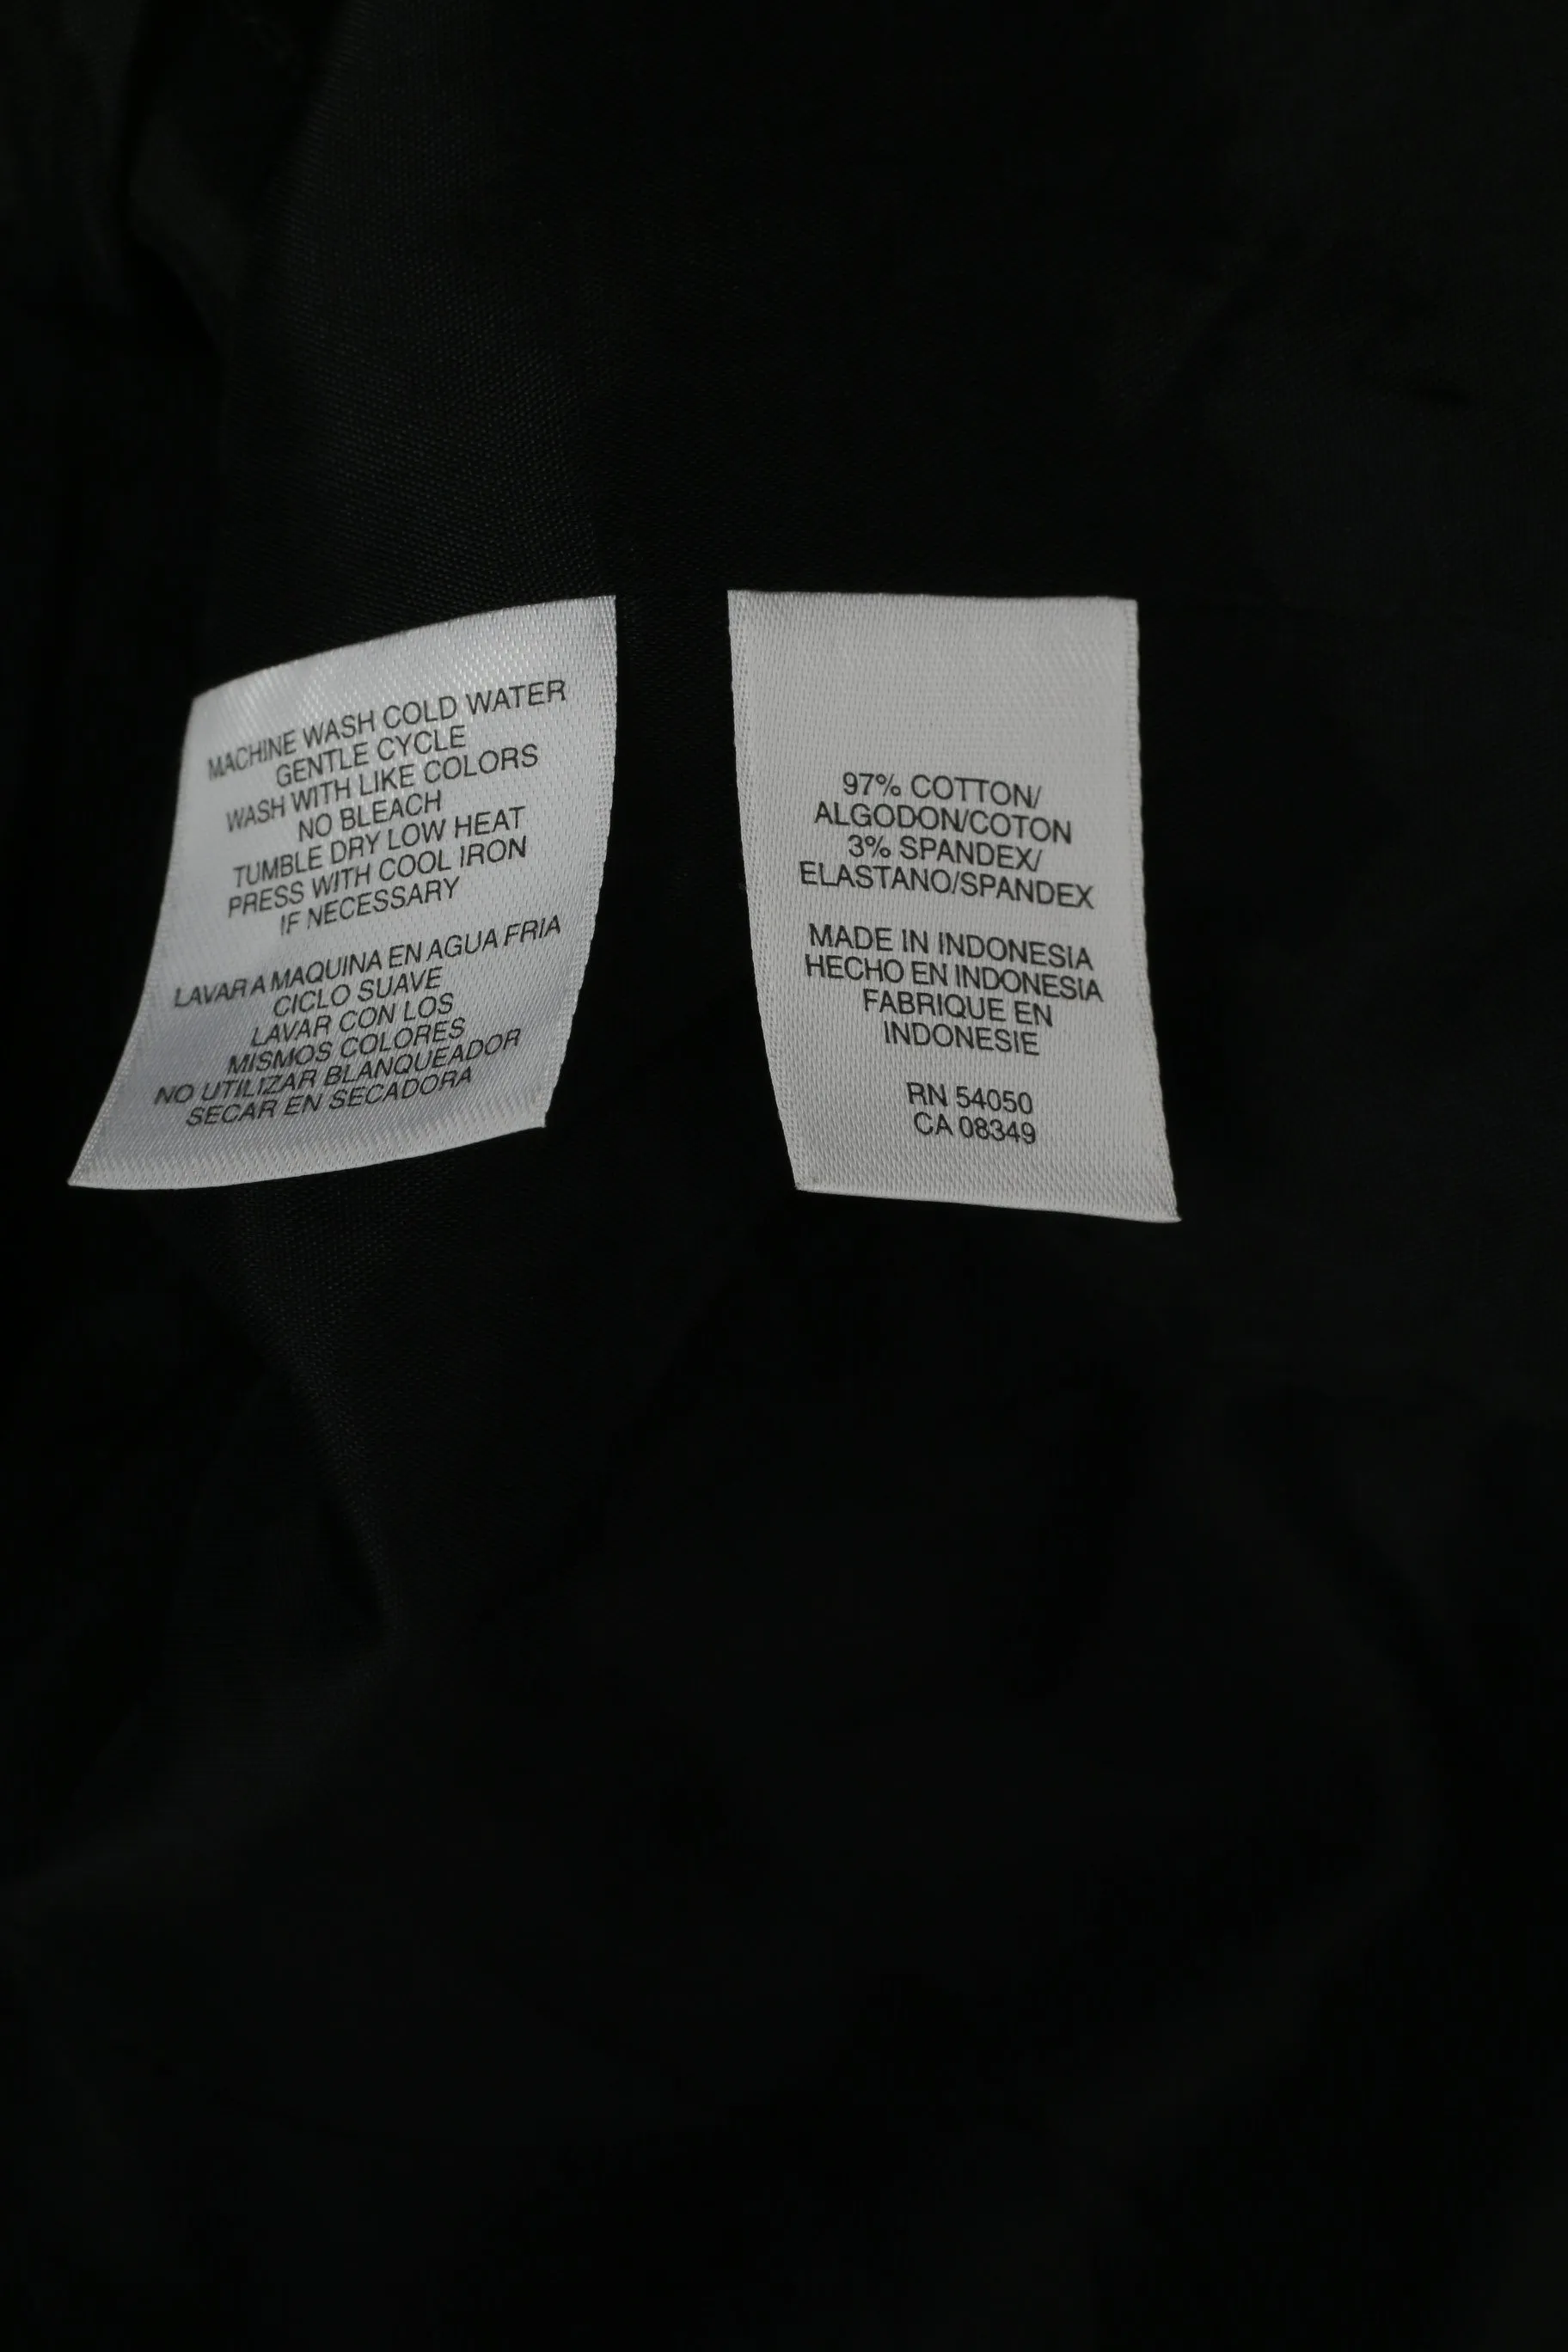 MACHINE WASH COLD WATER
GENTLE CYCLE
WASH WITH LIKE COLORS
NO BLEACH
TUMBLE DRY LOW HEAT
PRESS WITH COOL IRON
IF NECESSARY
LAVAR A MAQUINA EN AGUA FRIA
CICLO SUAVE
LAVAR CON LOS
MISMOS COLORES
NO UTILIZAR BLANQUEADOR
SECAR EN SECADORA
97% COTTON/
ALGODON/COTON
3% SPANDEX/
ELASTANO/SPANDEX
MADE IN INDONESIA
HECHO EN INDONESIA
FABRIQUE EN
INDONESIE
RN 54050
CA 08349